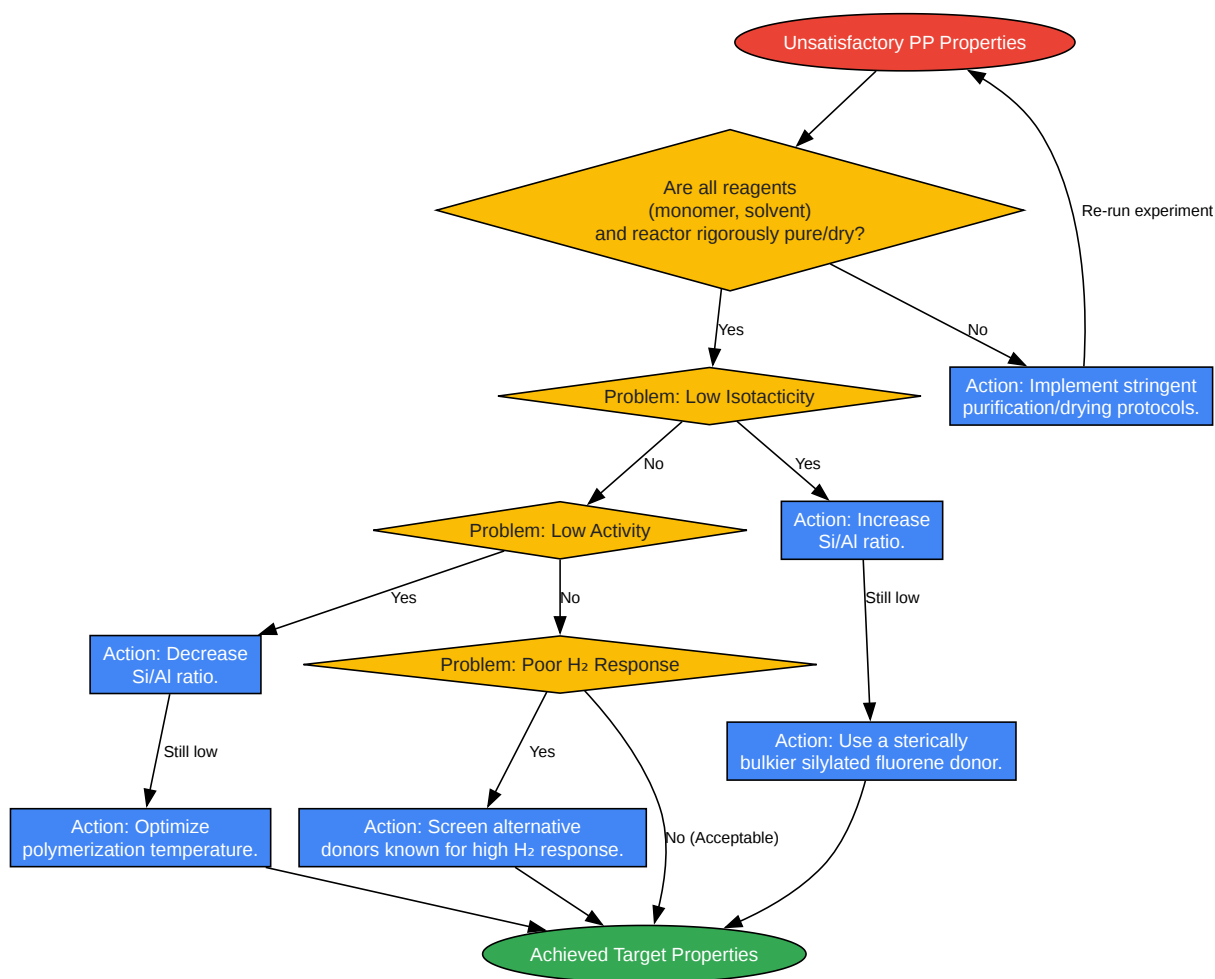 Unsatisfactory PP Properties
Are all reagents
(monomer, solvent)
and reactor rigorously pure/dry?
Re-run experiment
Yes
No
Problem: Low Isotacticity
Action: Implement stringent
purification/drying protocols.
No
Yes
Problem: Low Activity
Action: Increase
Si/Al ratio.
Yes
No
Still low
Action: Decrease
Si/Al ratio.
Problem: Poor H₂ Response
Still low
Yes
Action: Use a sterically
bulkier silylated fluorene donor.
Action: Optimize
polymerization temperature.
Action: Screen alternative
donors known for high H₂ response.
No (Acceptable)
Achieved Target Properties